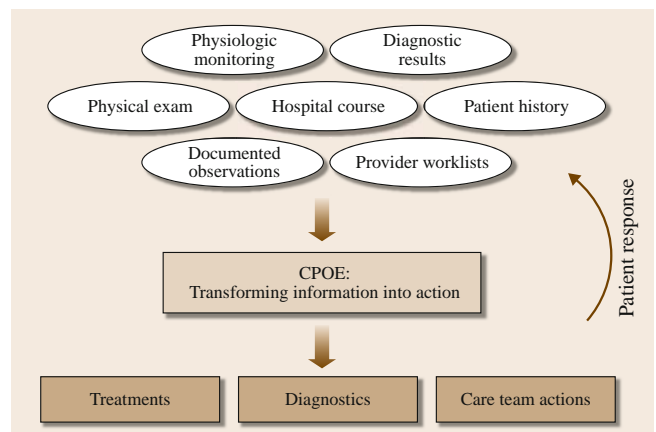 Physiologic
monitoring
Diagnostic
results
Physical exam
Hospital course
Patient history
Documented
observations
Provider worklists
Patient response
CPOE:
Transforming information into action
Treatments
Diagnostics
Care team actions